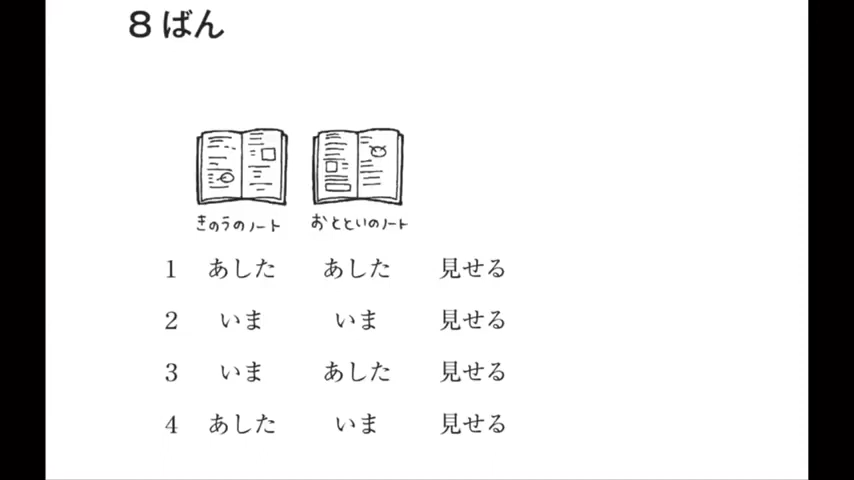 8 ばん
きのうのノート おとといのノート
1 あした あした 見せる
2 いま いま 見せる
3 いま あした 見せる
4 あした いま 見せる